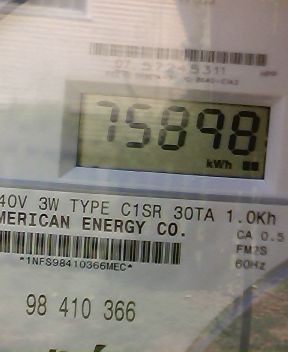 75898
kWh
40V 3W TYPE C1SR 30TA 1.0Kh
MERICAN ENERGY CO.
CA 0.5
FM2S
60Hz
*1NFS98410366MEC*
98 410 366